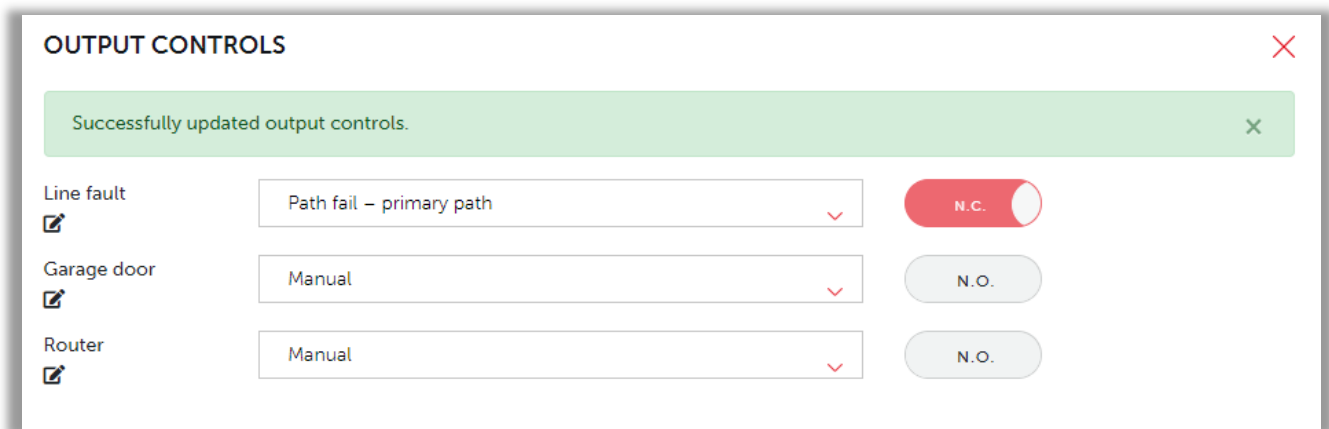 OUTPUT CONTROLS
Successfully updated output controls.
Line fault
Path fail – primary path
N.C.
Garage door
Manual
N.O.
Router
Manual
N.O.